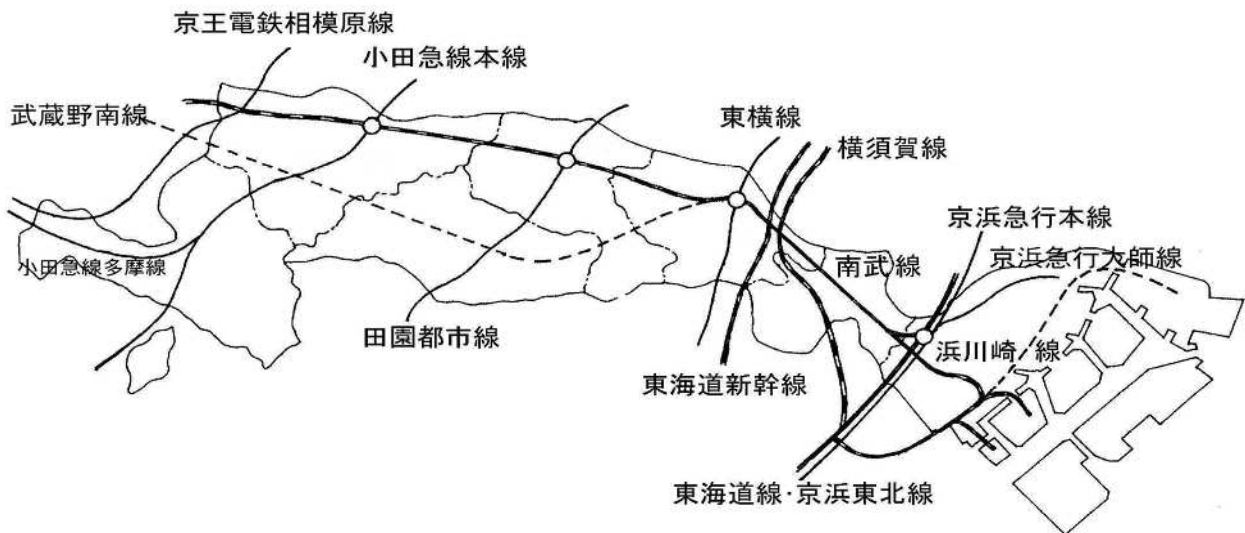 京王電鉄相模原線
小田急線本線
武蔵野南線
東横線
横須賀線
京浜急行本線
京浜急行大師線
南武線
小田急線多摩線
田園都市線
東海道新幹線
浜川崎 線
東海道線・京浜東北線